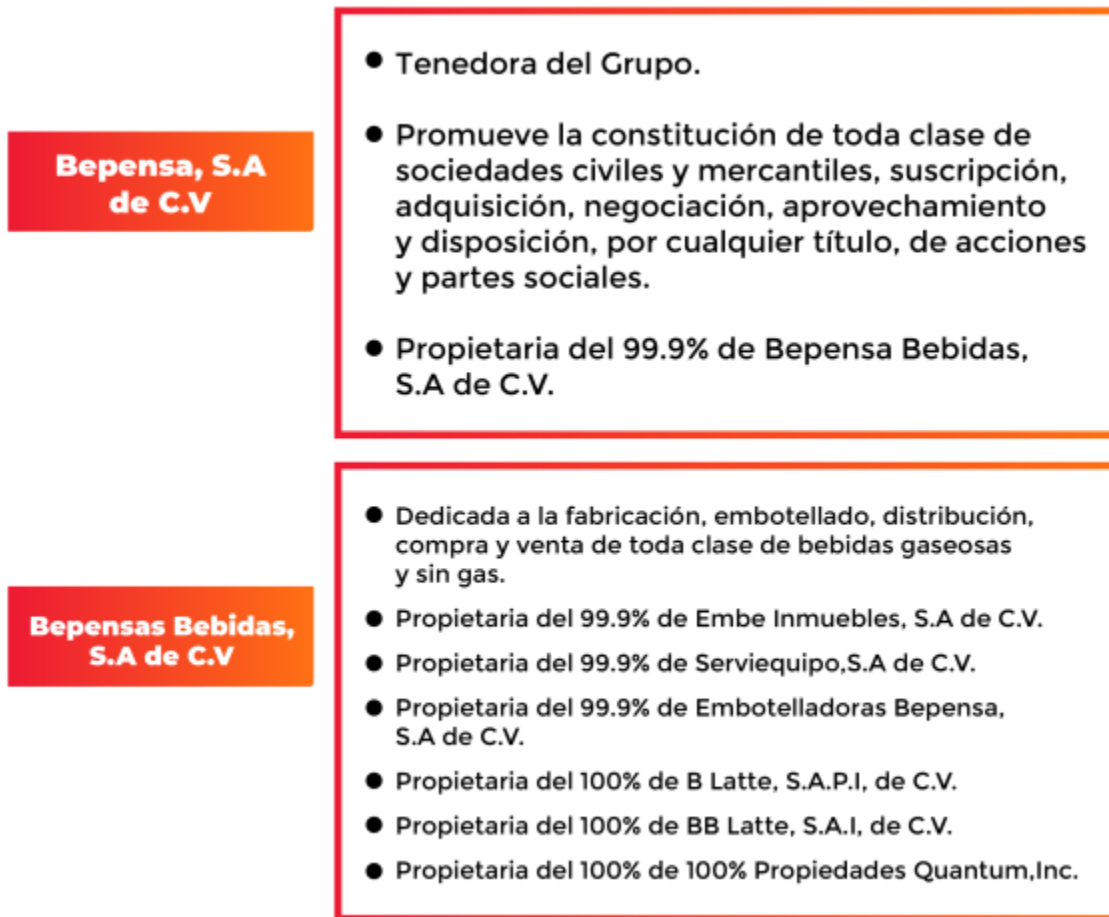 Bepensa, S.A
de C.V
● Tenedora del Grupo.
● Promueve la constitución de toda clase de
sociedades civiles y mercantiles, suscripción,
adquisición, negociación, aprovechamiento
y disposición, por cualquier título, de acciones
y partes sociales.
● Propietaria del 99.9% de Bepensa Bebidas,
S.A de C.V.
Bepensas Bebidas,
S.A de C.V
● Dedicada a la fabricación, embotellado, distribución,
compra y venta de toda clase de bebidas gaseosas
y sin gas.
● Propietaria del 99.9% de Embe Inmuebles, S.A de C.V.
● Propietaria del 99.9% de Serviequipo,S.A de C.V.
● Propietaria del 99.9% de Embotelladoras Bepensa,
S.A de C.V.
● Propietaria del 100% de B Latte, S.A.P.I, de C.V.
● Propietaria del 100% de BB Latte, S.A.I, de C.V.
● Propietaria del 100% de 100% Propiedades Quantum,Inc.